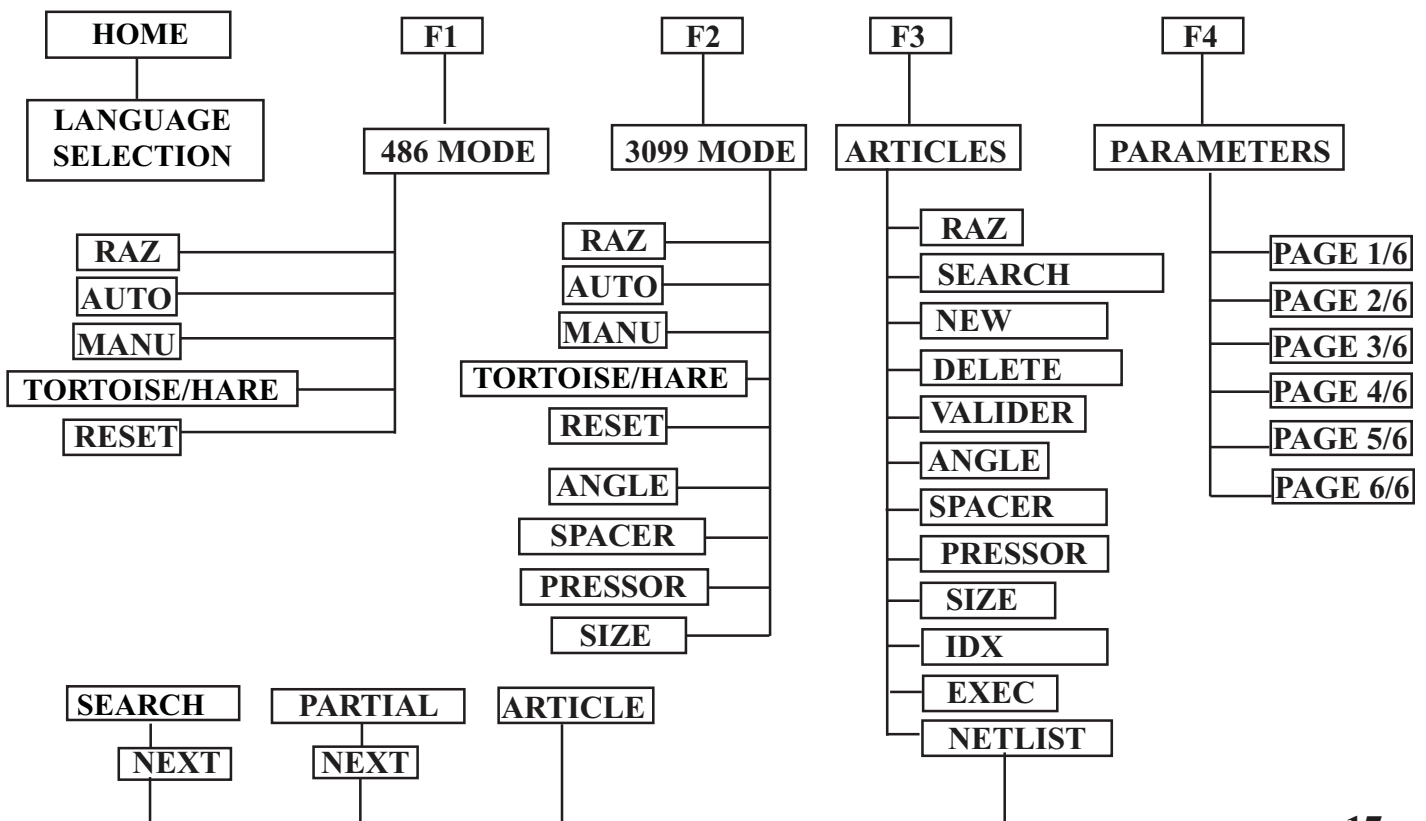 HOME
LANGUAGE
SELECTION
F1
486 MODE
RAZ
AUTO
MANU
TORTOISE/HARE
RESET
F2
3099 MODE
RAZ
AUTO
MANU
TORTOISE/HARE
RESET
ANGLE
SPACER
PRESSOR
SIZE
F3
ARTICLES
RAZ
SEARCH
NEW
DELETE
VALIDER
ANGLE
SPACER
PRESSOR
SIZE
IDX
EXEC
NETLIST
F4
PARAMETERS
PAGE 1/6
PAGE 2/6
PAGE 3/6
PAGE 4/6
PAGE 5/6
PAGE 6/6
SEARCH
NEXT
PARTIAL
NEXT
ARTICLE